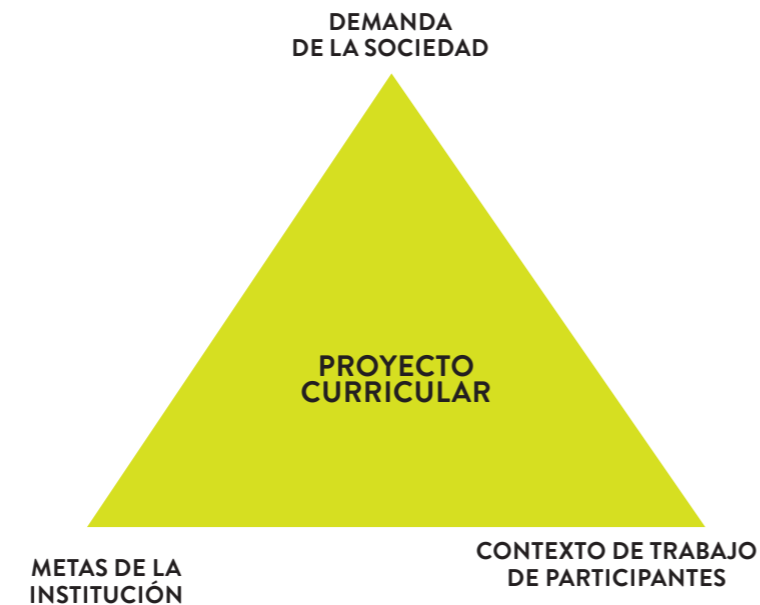 DEMANDA
DE LA SOCIEDAD
PROYECTO
CURRICULAR
METAS DE LA
INSTITUCIÓN
CONTEXTO DE TRABAJO
DE PARTICIPANTES